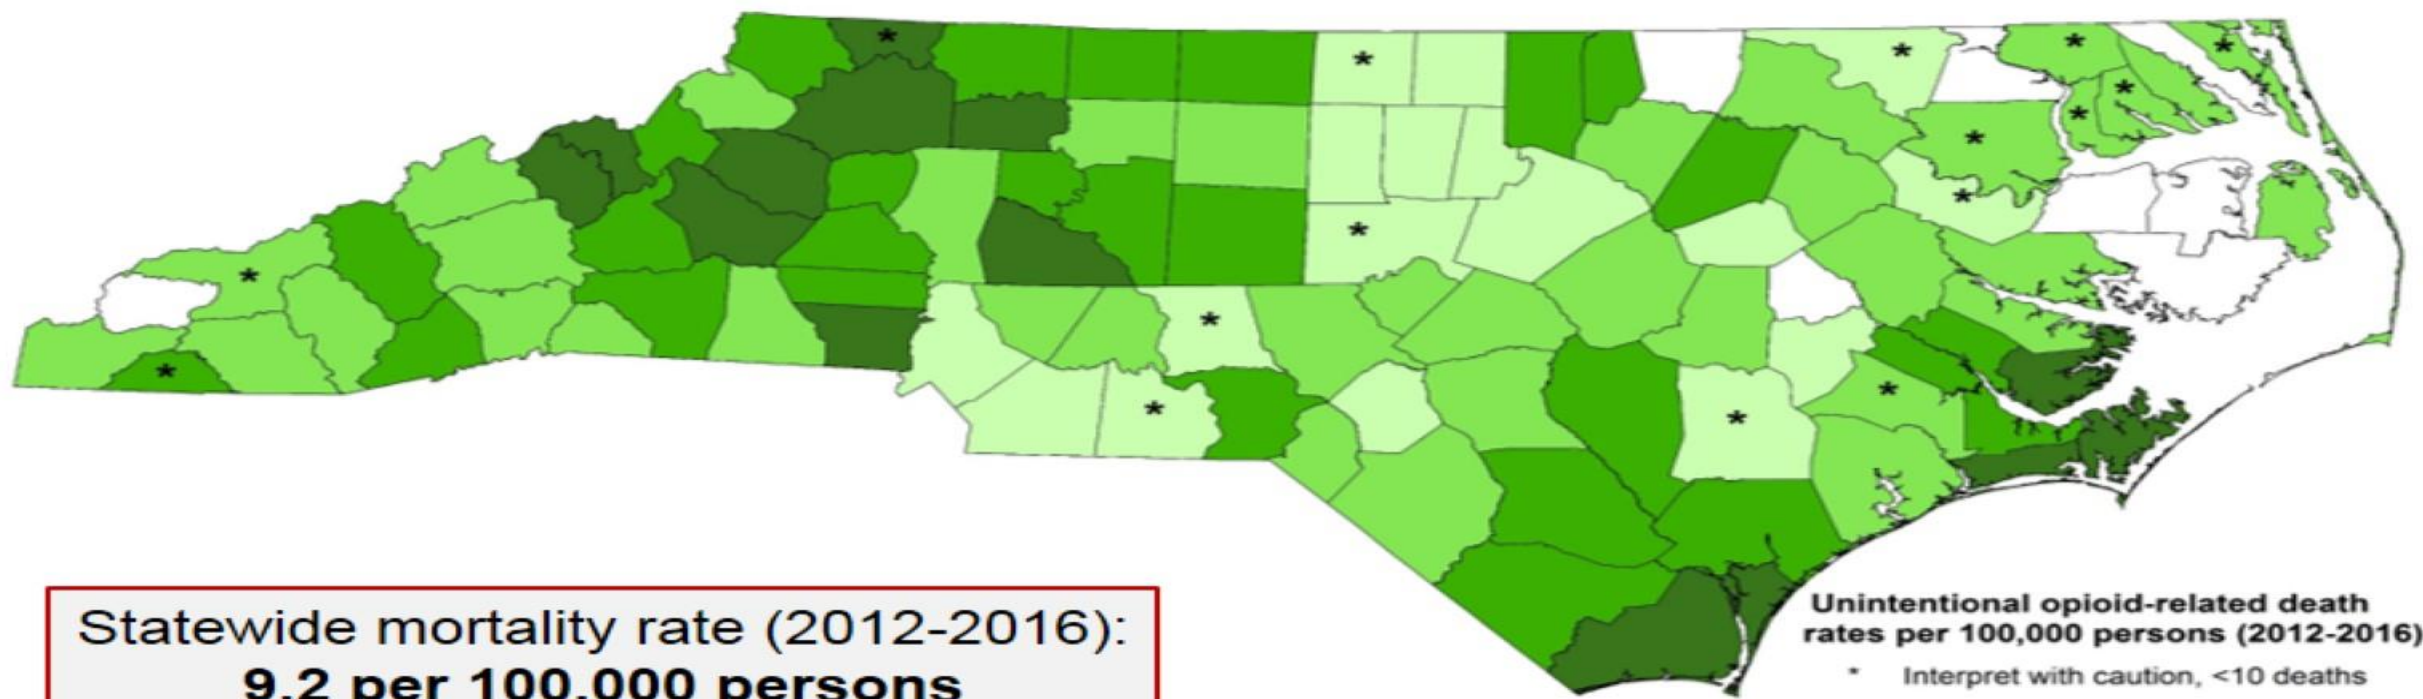 Statewide mortality rate (2012-2016):
9.2 per 100,000 persons
Unintentional opioid-related death
rates per 100,000 persons (2012-2016)
* Interpret with caution, <10 deaths